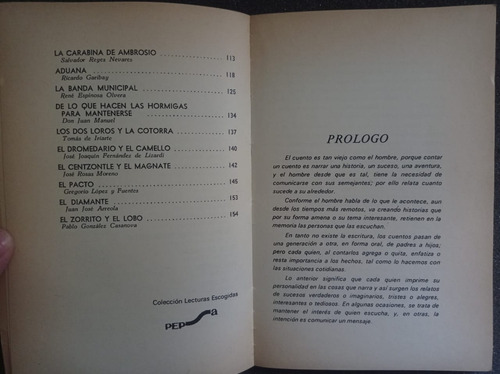 LA CARABINA DE AMBROSIO 113
Salvador Reyes Nevares
ADUANA 118
Ricardo Garibay
LA BANDA MUNICIPAL 125
René Espinosa Olvera
DE LO QUE HACEN LAS HORMIGAS
PARA MANTENERSE 134
Don Juan Manuel
LOS DOS LOROS Y LA COTORRA 137
Tomás de Iriarte
EL DROMEDARIO Y EL CAMELLO 140
José Joaquín Fernández de Lizardi
EL CENTZONTLE Y EL MAGNATE 142
José Rosas Moreno
EL PACTO 145
Gregorio López y Fuentes
EL DIAMANTE 153
Juan José Arreola
EL ZORRITO Y EL LOBO 154
Pablo González Casanova
Colección Lecturas Escogidas
PEPSA
PROLOGO
El cuento es tan viejo como el hombre, porque contar
un cuento es narrar una historia, un suceso, una aventura,
y el hombre desde que es tal, tiene la necesidad de
comunicarse con sus semejantes; por ello relata cuanto
sucede a su alrededor.
Conforme el hombre habla de lo que le acontece, aun
desde los tiempos más remotos, va creando historias que
por su forma amena o su tema interesante, retienen en la
memoria las personas que las escuchan.
En tanto no existe la escritura, los cuentos pasan de
una generación a otra, en forma oral, de padres a hijos;
pero cada quien, al contarlos agrega o quita, enfatiza o
resta importancia a los hechos, tal como lo hacemos con
las situaciones cotidianas.
Lo anterior significa que cada quien imprime su
personalidad en las cosas que narra y así surgen los relatos
de sucesos verdaderos o imaginarios, tristes o alegres,
interesantes o tediosos. En algunas ocasiones, se trata de
mantener el interés de quien escucha, y, en otras, la
intención es comunicar un mensaje.